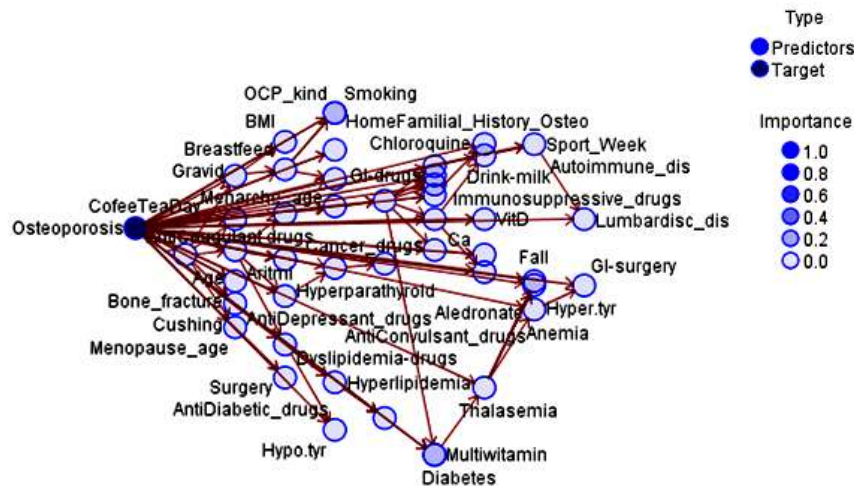 Type
Predictors
Target
Importance
1.0
0.8
0.6
0.4
0.2
0.0
OCP_kind
Smoking
BMI
HomeFamilial_History_Osteo
Breastfeed
Chloroquine
Sport_Week
Gravid
GI-drugs
Autoimmune_dis
Drink-milk
Menarche_age
Immunosuppressive_drugs
CofeeTeaDay
Osteoporosis
VitD
Lumbardisc_dis
Cancer_drugs
Ca
Fall
GI-surgery
Age
Aritmi
Hyperparathyroid
Bone_fracture
Aledronate
Hyper.tyr
Cushing
AntiDepressant_drugs
AntiConvulsant_drugs
Anemia
Menopause_age
Dyslipidemia-drugs
Surgery
Hyperlipidemia
AntiDiabetic_drugs
Thalasemia
Hypo.tyr
Multiwitamin
Diabetes